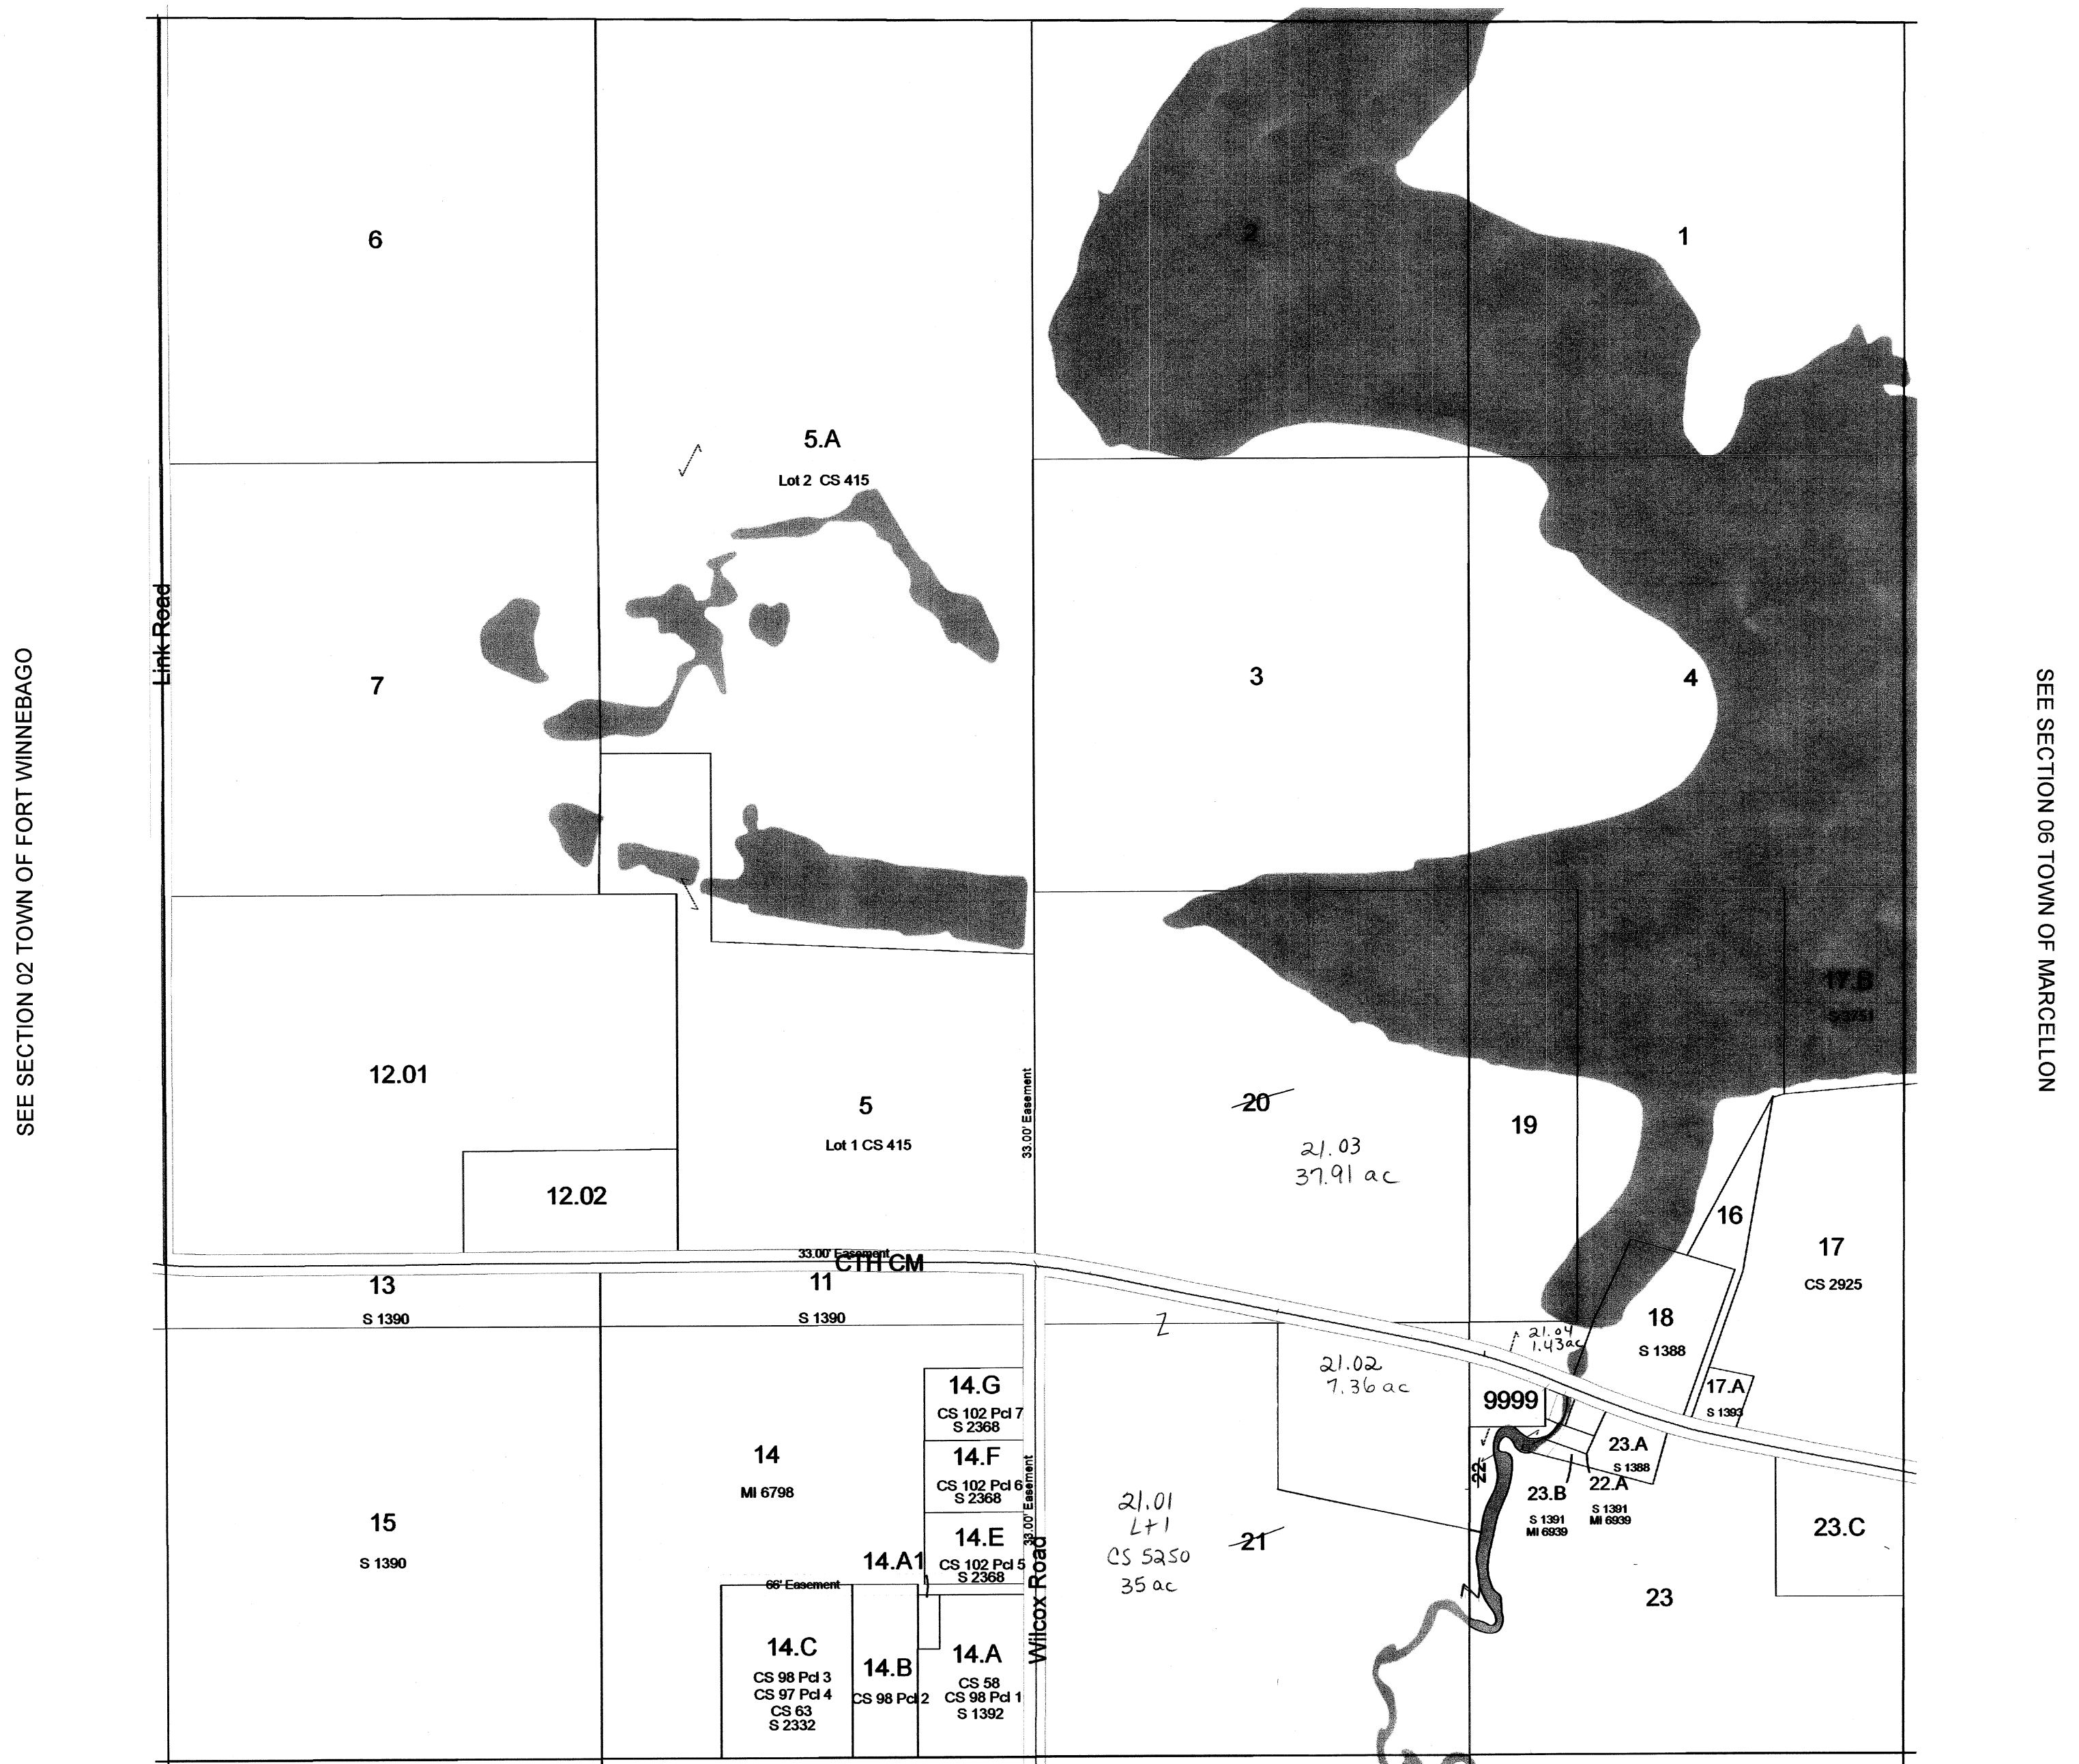 6
2
1
5.A
Lot 2 CS 415
Link Road
7
3
4
SEE SECTION 02 TOWN OF FORT WINNEBAGO
SEE SECTION 06 TOWN OF MARCELLON
17.B
S 3751
12.01
5
Lot 1 CS 415
33.00' Easement
20
21.03
37.91 ac
19
12.02
16
17
CS 2925
33.00' Easement
CTH CM
13
S 1390
11
S 1390
Z
18
S 1388
21.04
1.43ac
21.02
7.36 ac
17.A
S 1393
9999
14.G
CS 102 Pcl 7
S 2368
14
MI 6798
14.F
CS 102 Pcl 6
S 2368
33.00' Easement
22
23.A
S 1388
23.B
S 1391
MI 6939
22.A
S 1391
MI 6939
15
S 1390
14.E
CS 102 Pcl 5
S 2368
14.A1
66' Easement
Wilcox Road
21.01
Lt 1
CS 5250
35 ac
21
23.C
23
Z
14.C
CS 98 Pcl 3
CS 97 Pcl 4
CS 63
S 2332
14.B
CS 98 Pcl 2
14.A
CS 58
CS 98 Pcl 1
S 1392